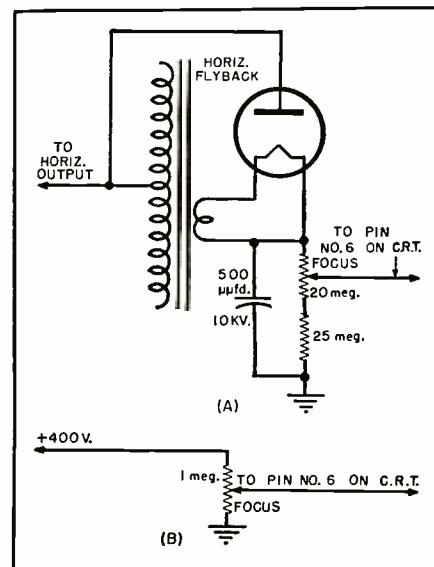 HORIZ.
FLYBACK
TO
HORIZ.
OUTPUT
TO PIN
NO. 6 ON C.R.T.
FOCUS
20 meg.
500
μμfd.
10KV.
25 meg.
(A)
+400V.
1 meg.
TO PIN NO. 6 ON C.R.T.
FOCUS
(B)